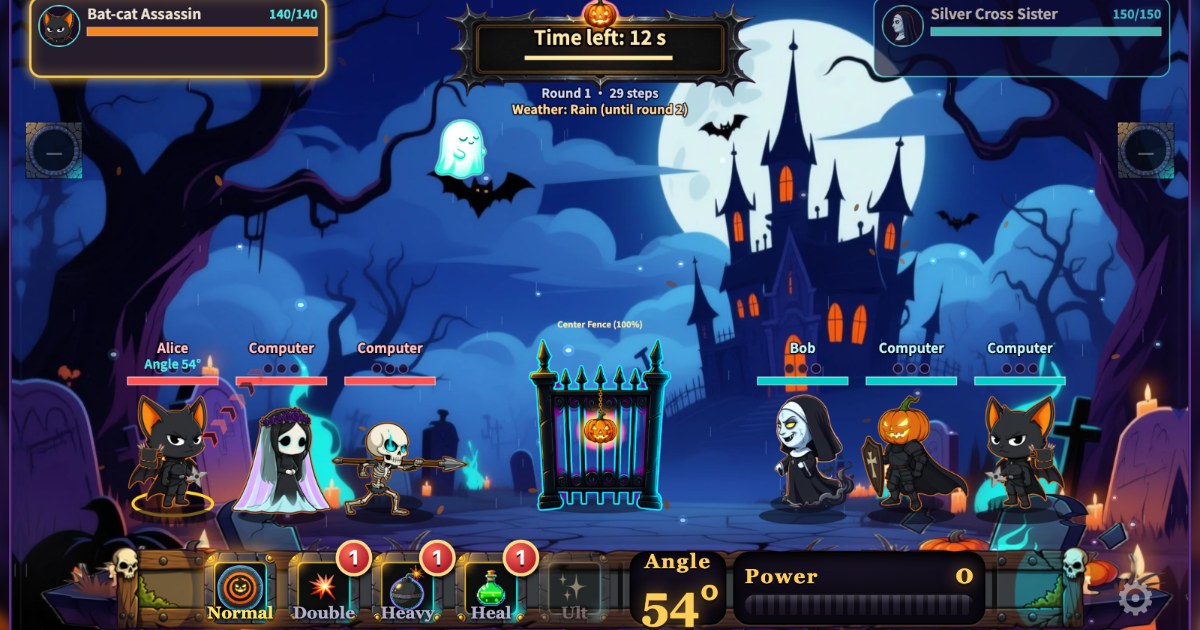 Bat-cat Assassin 140/140
Time left: 12 s
Silver Cross Sister 150/150
Round 1 • 29 steps
Weather: Rain (until round 2)
Center Fence (100%)
Alice
Angle 54°
Computer
Computer
Bob
Computer
Computer
1
1
1
Normal
Double
Heavy
Heal
Ult
Angle
54°
Power 0